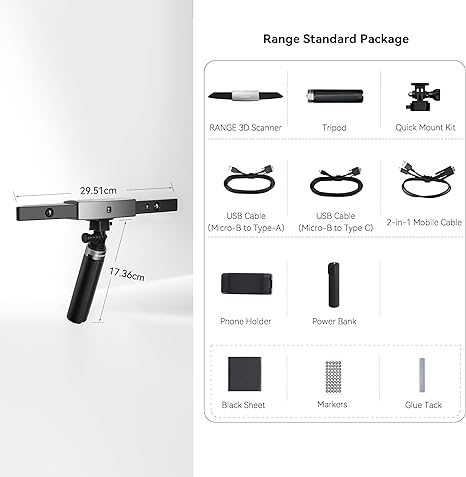 Range Standard Package
29.51cm
17.36cm
RANGE 3D Scanner
Tripod
Quick Mount Kit
USB Cable
(Micro-B to Type-A)
USB Cable
(Micro-B to Type C)
2-in-1 Mobile Cable
Phone Holder
Power Bank
Black Sheet
Markers
Glue Tack